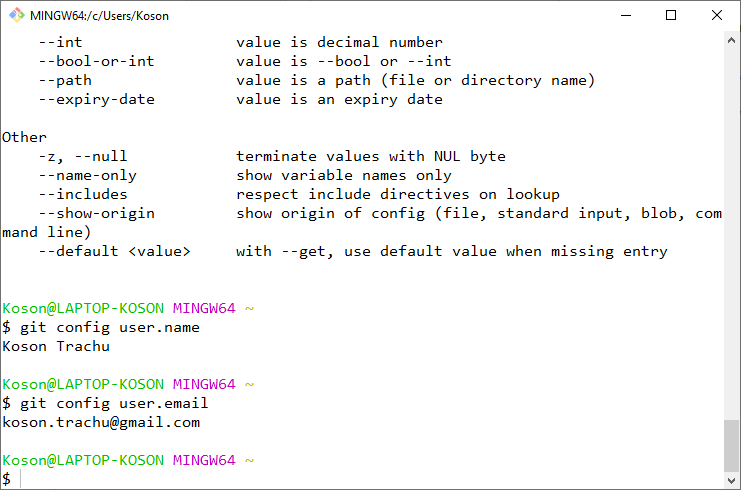 MINGW64:/c/Users/Koson
--int value is decimal number
--bool-or-int value is --bool or --int
--path value is a path (file or directory name)
--expiry-date value is an expiry date
Other
-z, --null terminate values with NUL byte
--name-only show variable names only
--includes respect include directives on lookup
--show-origin show origin of config (file, standard input, blob, com
mand line)
--default <value> with --get, use default value when missing entry
Koson@LAPTOP-KOSON MINGW64 ~
$ git config user.name
Koson Trachu
Koson@LAPTOP-KOSON MINGW64 ~
$ git config user.email
koson.trachu@gmail.com
Koson@LAPTOP-KOSON MINGW64 ~
$